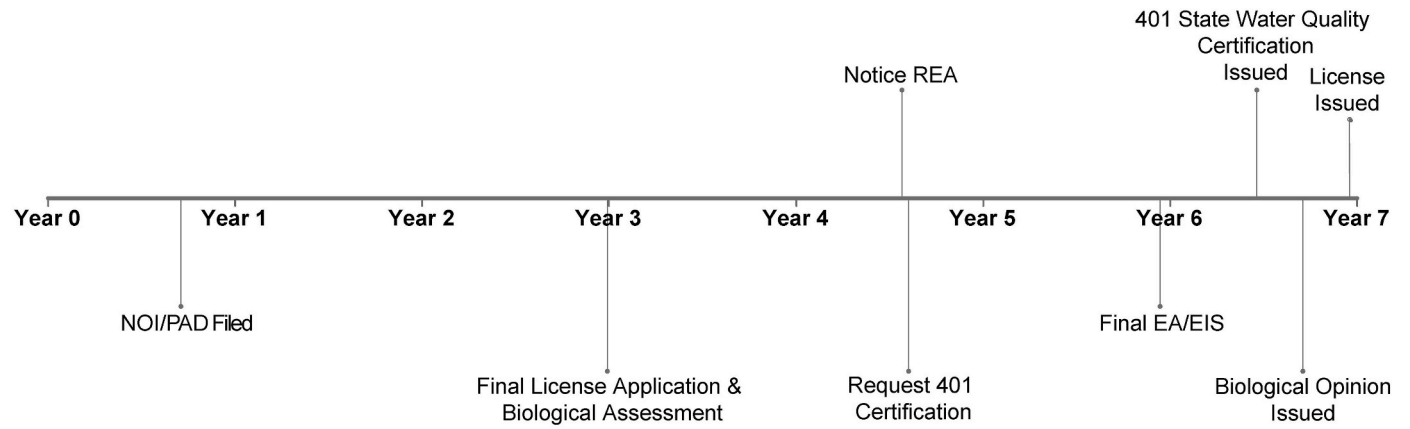 401 State Water Quality
Certification
Issued
License
Issued
Notice REA
Year 0
Year 1
Year 2
Year 3
Year 4
Year 5
Year 6
Year 7
NOI/PAD Filed
Final EA/EIS
Final License Application &
Biological Assessment
Request 401
Certification
Biological Opinion
Issued